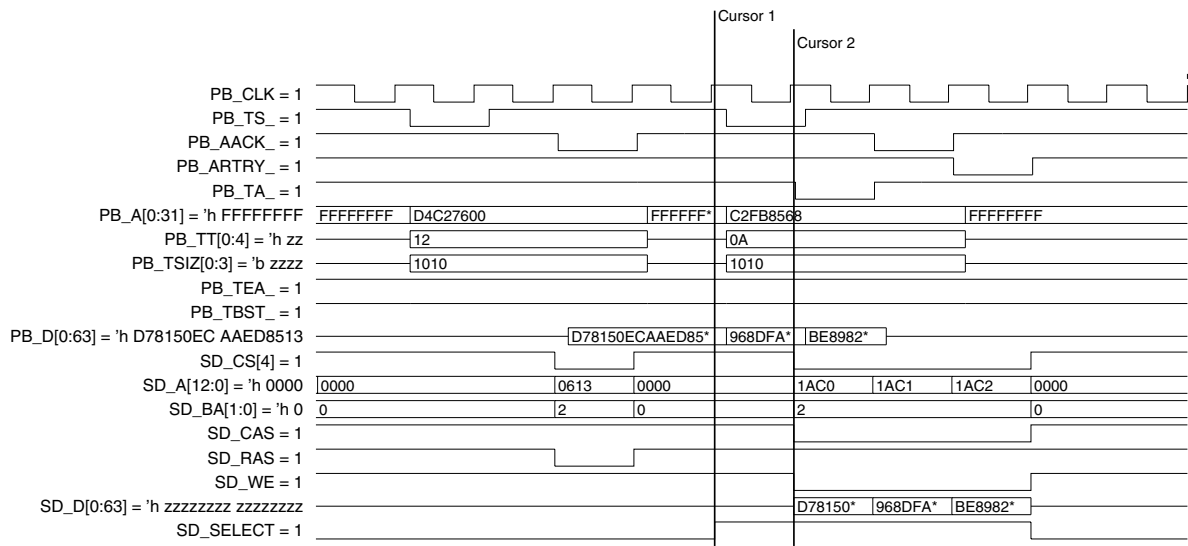 Cursor 1
Cursor 2
PB_CLK = 1
PB_TS_ = 1
PB_AACK_ = 1
PB_ARTRY_ = 1
PB_TA_ = 1
PB_A[0:31] = 'h FFFFFFFF FFFFFFFF D4C27600 FFFFFF* C2FB8568 FFFFFFFF
PB_TT[0:4] = 'h zz 12 0A
PB_TSIZ[0:3] = 'b zzzz 1010 1010
PB_TEA_ = 1
PB_TBST_ = 1
PB_D[0:63] = 'h D78150EC AAED8513 D78150ECAAED85* 968DFA* BE8982*
SD_CS[4] = 1
SD_A[12:0] = 'h 0000 0000 0613 0000 1AC0 1AC1 1AC2 0000
SD_BA[1:0] = 'h 0 0 2 0 2 0
SD_CAS = 1
SD_RAS = 1
SD_WE = 1
SD_D[0:63] = 'h zzzzzzzz zzzzzzzz D78150* 968DFA* BE8982*
SD_SELECT = 1